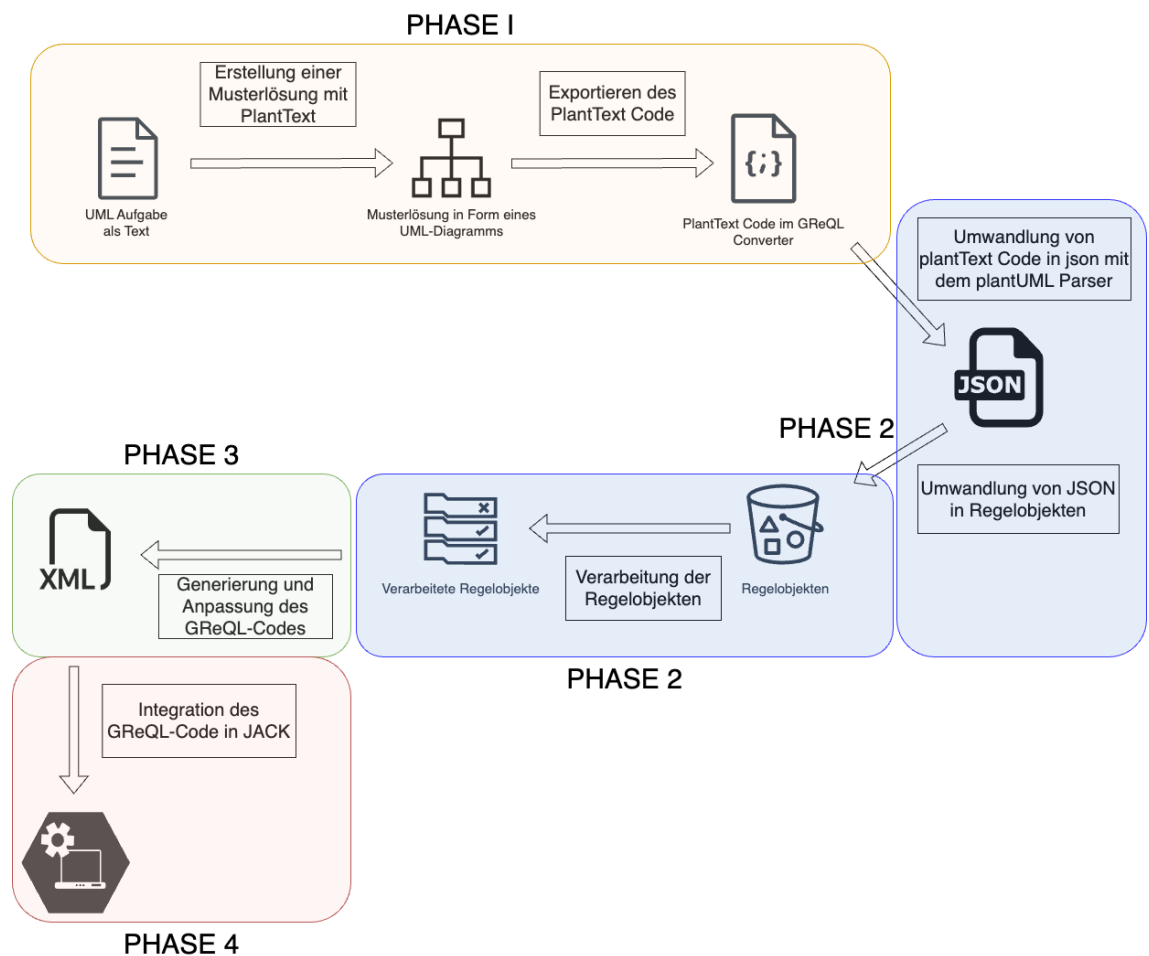 PHASE I
Erstellung einer
Musterlösung mit
PlantText
Exportieren des
PlantText Code
{;}
UML Aufgabe
als Text
Musterlösung in Form eines
UML-Diagramms
PlantText Code im GReQL
Converter
Umwandlung von
plantText Code in json mit
dem plantUML Parser
JSON
PHASE 2
Umwandlung von JSON
in Regelobjekten
Regelobjekten
Verarbeitung der
Regelobjekten
Verarbeitete Regelobjekte
PHASE 2
PHASE 3
XML
Generierung und
Anpassung des
GReQL-Codes
Integration des
GReQL-Code in JACK
PHASE 4